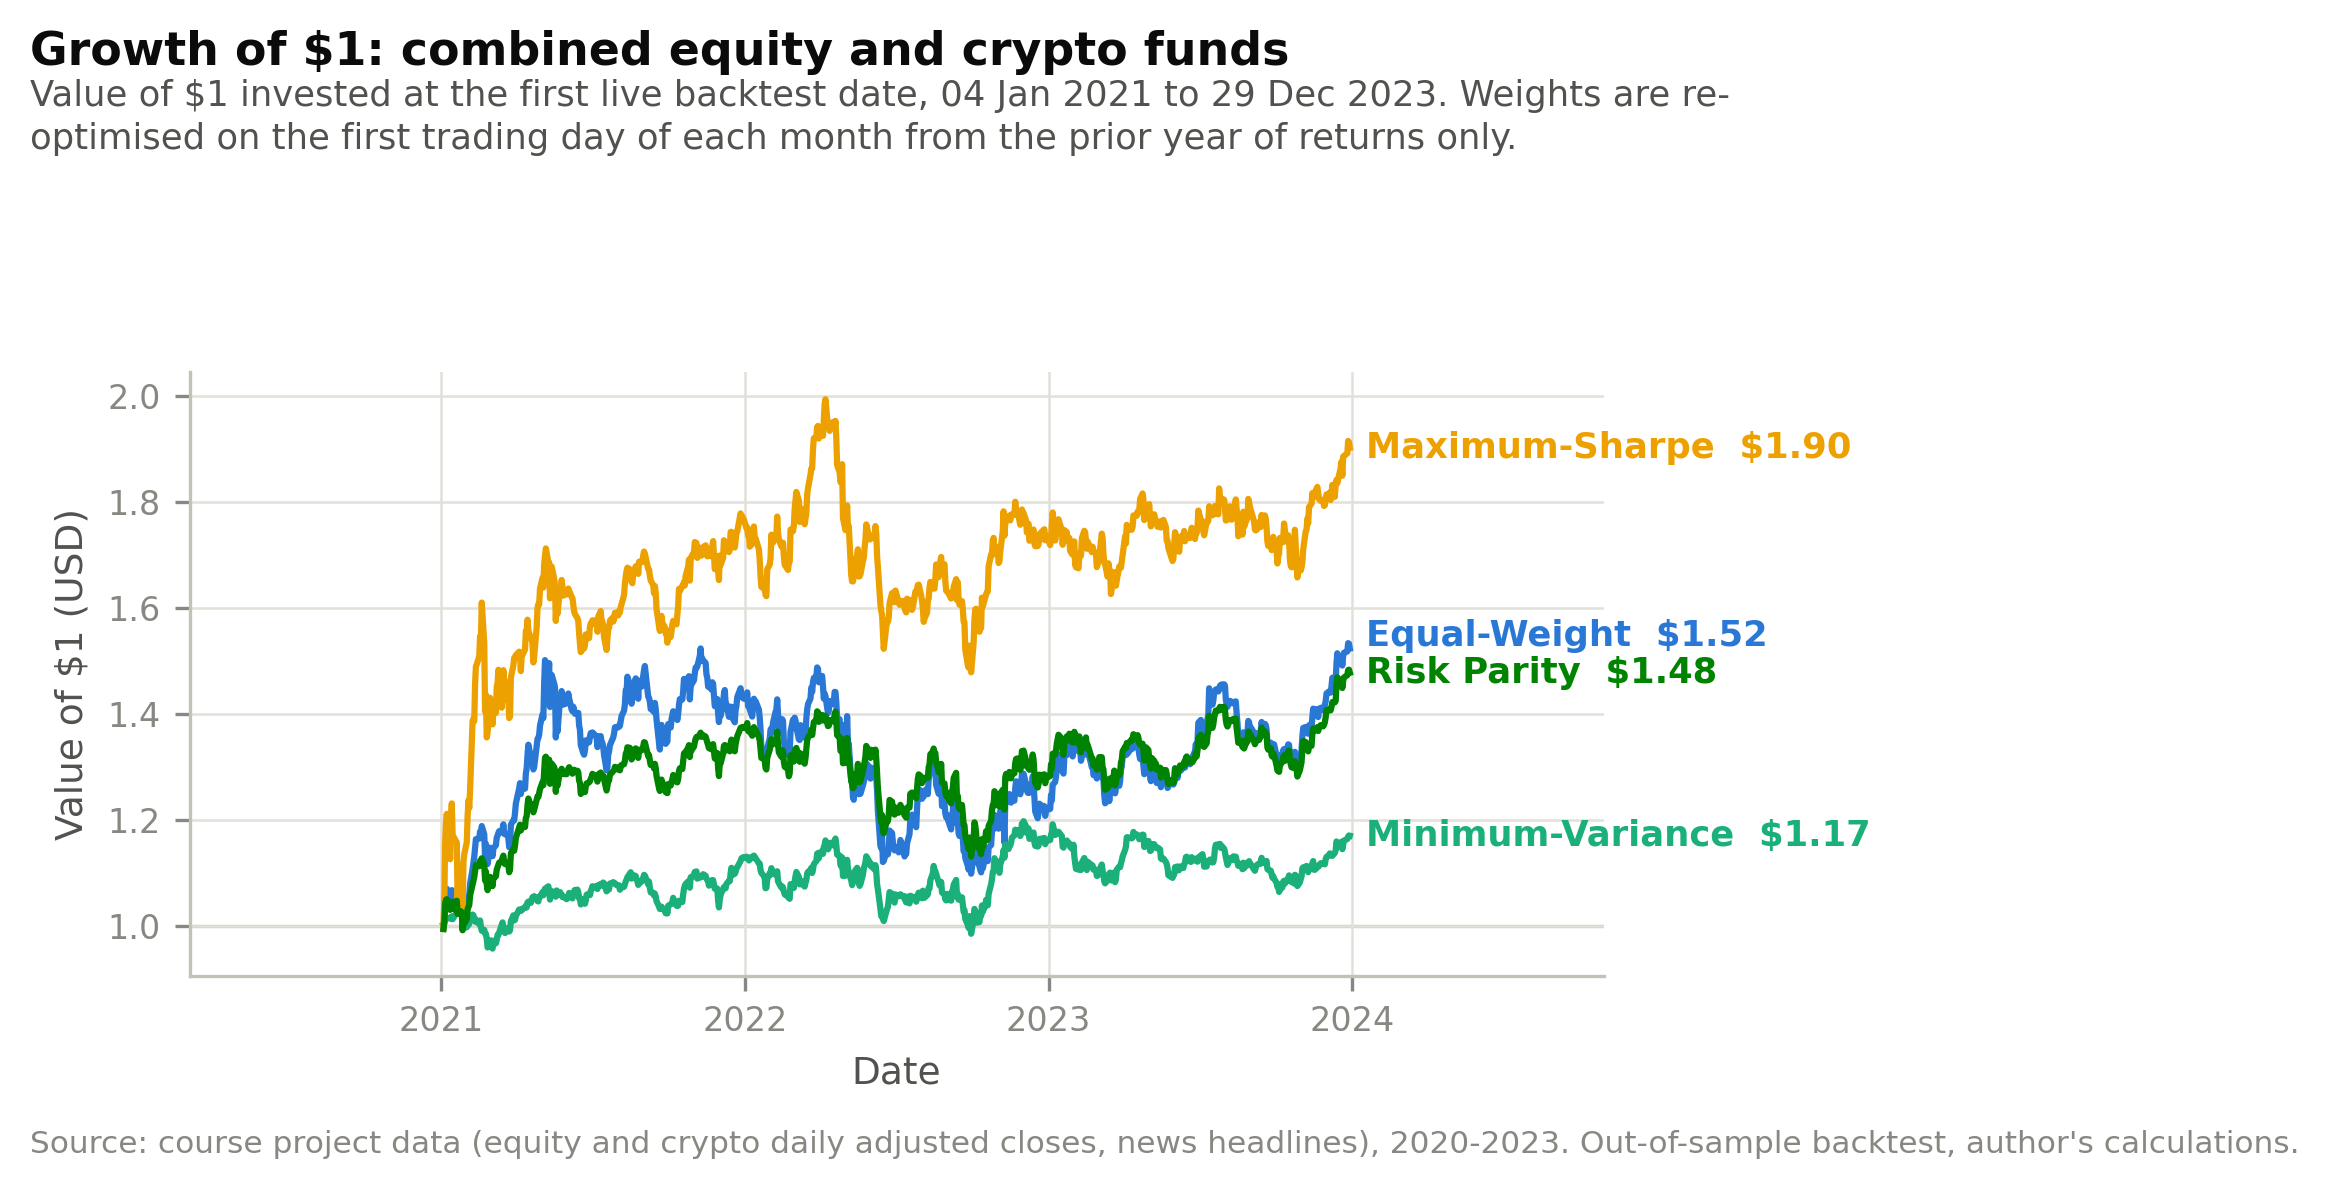 Growth of $1: combined equity and crypto funds
Value of $1 invested at the first live backtest date, 04 Jan 2021 to 29 Dec 2023. Weights are re-
optimised on the first trading day of each month from the prior year of returns only.
Value of $1 (USD)
2.0
1.8
1.6
1.4
1.2
1.0
Maximum-Sharpe $1.90
Equal-Weight $1.52
Risk Parity $1.48
Minimum-Variance $1.17
2021
2022
2023
2024
Date
Source: course project data (equity and crypto daily adjusted closes, news headlines), 2020-2023. Out-of-sample backtest, author's calculations.